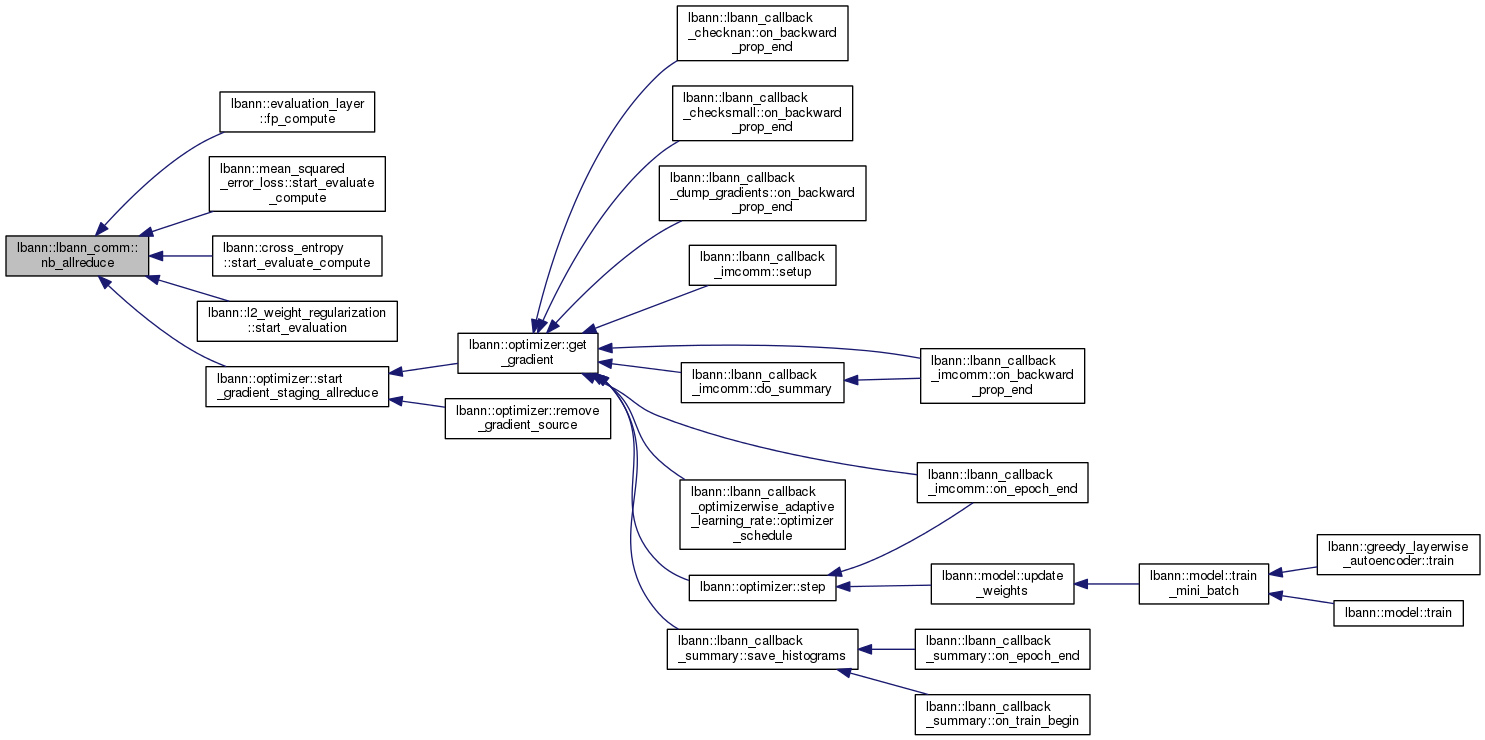 lbann::lbann_comm::
nb_allreduce
lbann::evaluation_layer
::fp_compute
lbann::mean_squared
_error_loss::start_evaluate
_compute
lbann::cross_entropy
::start_evaluate_compute
lbann::l2_weight_regularization
::start_evaluation
lbann::optimizer::start
_gradient_staging_allreduce
lbann::optimizer::get
_gradient
lbann::optimizer::remove
_gradient_source
lbann::lbann_callback
_checknan::on_backward
_prop_end
lbann::lbann_callback
_checksmall::on_backward
_prop_end
lbann::lbann_callback
_dump_gradients::on_backward
_prop_end
lbann::lbann_callback
_imcomm::setup
lbann::lbann_callback
_imcomm::do_summary
lbann::lbann_callback
_imcomm::on_backward
_prop_end
lbann::lbann_callback
_imcomm::on_epoch_end
lbann::lbann_callback
_optimizerwise_adaptive
_learning_rate::optimizer
_schedule
lbann::optimizer::step
lbann::model::update
_weights
lbann::model::train
_mini_batch
lbann::greedy_layerwise
_autoencoder::train
lbann::model::train
lbann::lbann_callback
_summary::save_histograms
lbann::lbann_callback
_summary::on_epoch_end
lbann::lbann_callback
_summary::on_train_begin